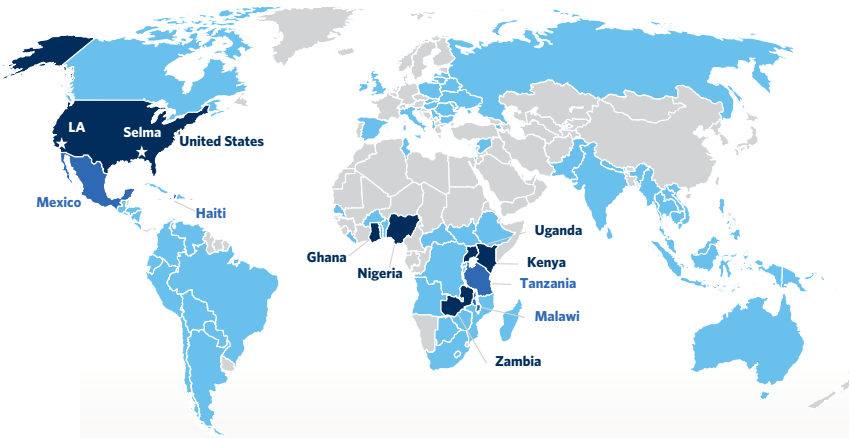 LA
Selma
United States
Mexico
Haiti
Uganda
Ghana
Kenya
Nigeria
Tanzania
Malawi
Zambia